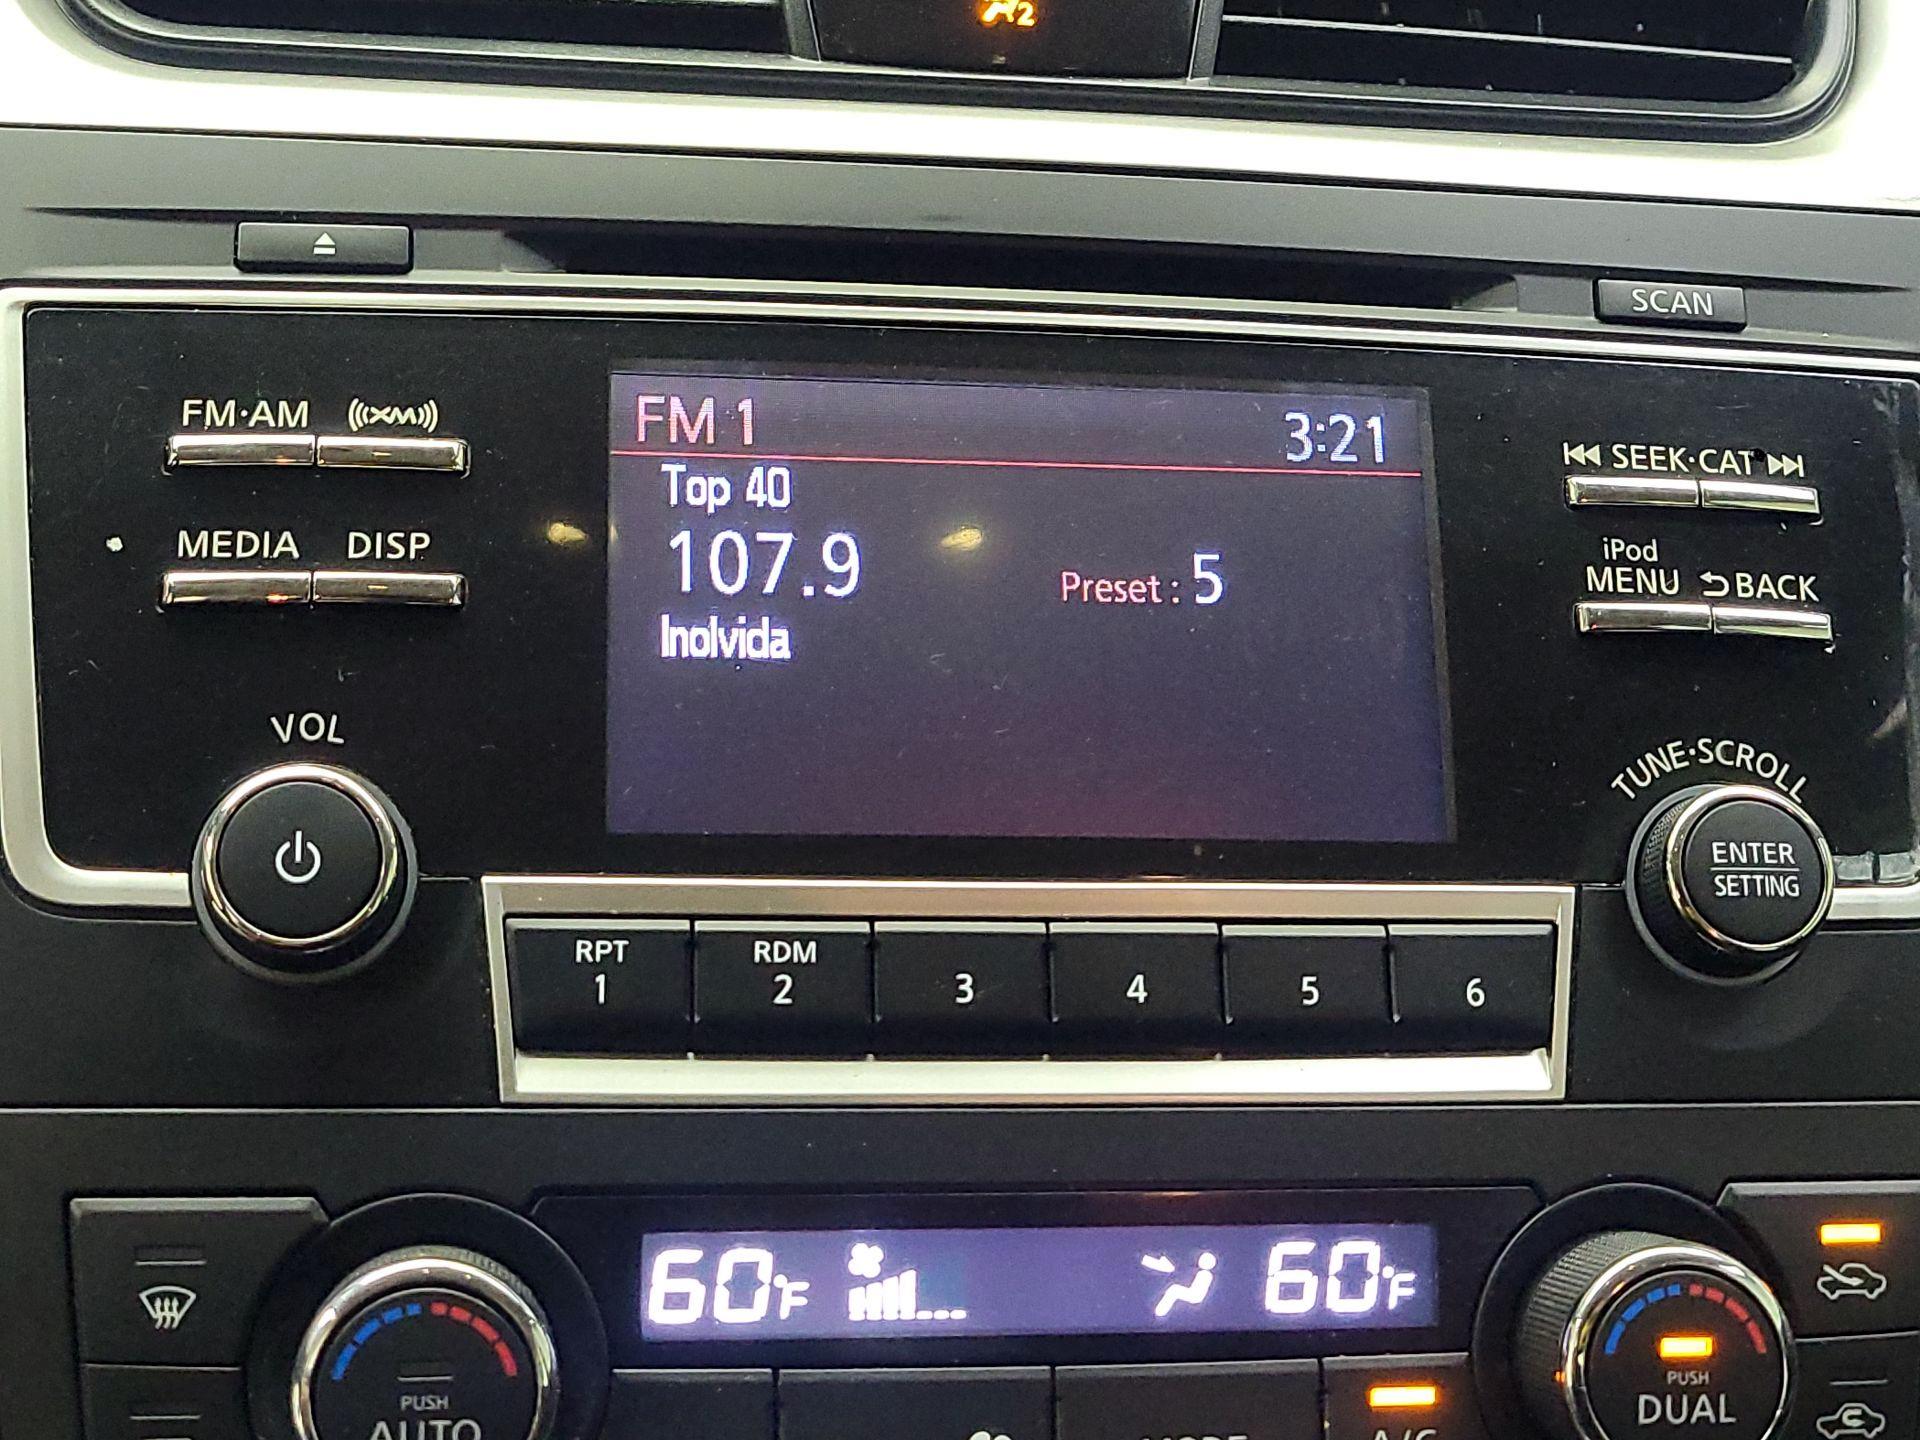 2
SCAN
FM·AM
XM
FM 1
3:21
SEEK·CAT
Top 40
MEDIA
DISP
107.9
Preset : 5
iPod
MENU
BACK
Inolvida
VOL
TUNE·SCROLL
ENTER
SETTING
RPT
1
RDM
2
3
4
5
6
60°F
60°F
PUSH
AUTO
PUSH
DUAL
MODE
A/C